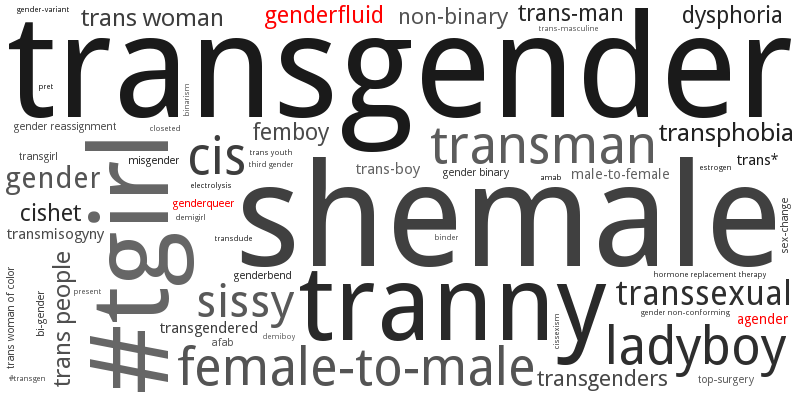 gender-variant
trans woman
genderfluid
non-binary
trans-man
dysphoria
trans-masculine
transgender
pret
binarism
gender reassignment
closeted
femboy
transman
transphobia
transgirl
misgender
cis
trans youth
third gender
trans-boy
gender binary
amab
male-to-female
estrogen
trans*
gender
electrolysis
shemale
cishet
genderqueer
demigirl
#tgirl
transmisogyny
transdude
binder
sex-change
trans woman of color
bi-gender
trans people
present
genderbend
hormone replacement therapy
sissy
tranny
transsexual
gender non-conforming
agender
transgendered
afab
demiboy
cissexism
ladyboy
female-to-male
#transgen
transgenders
top-surgery